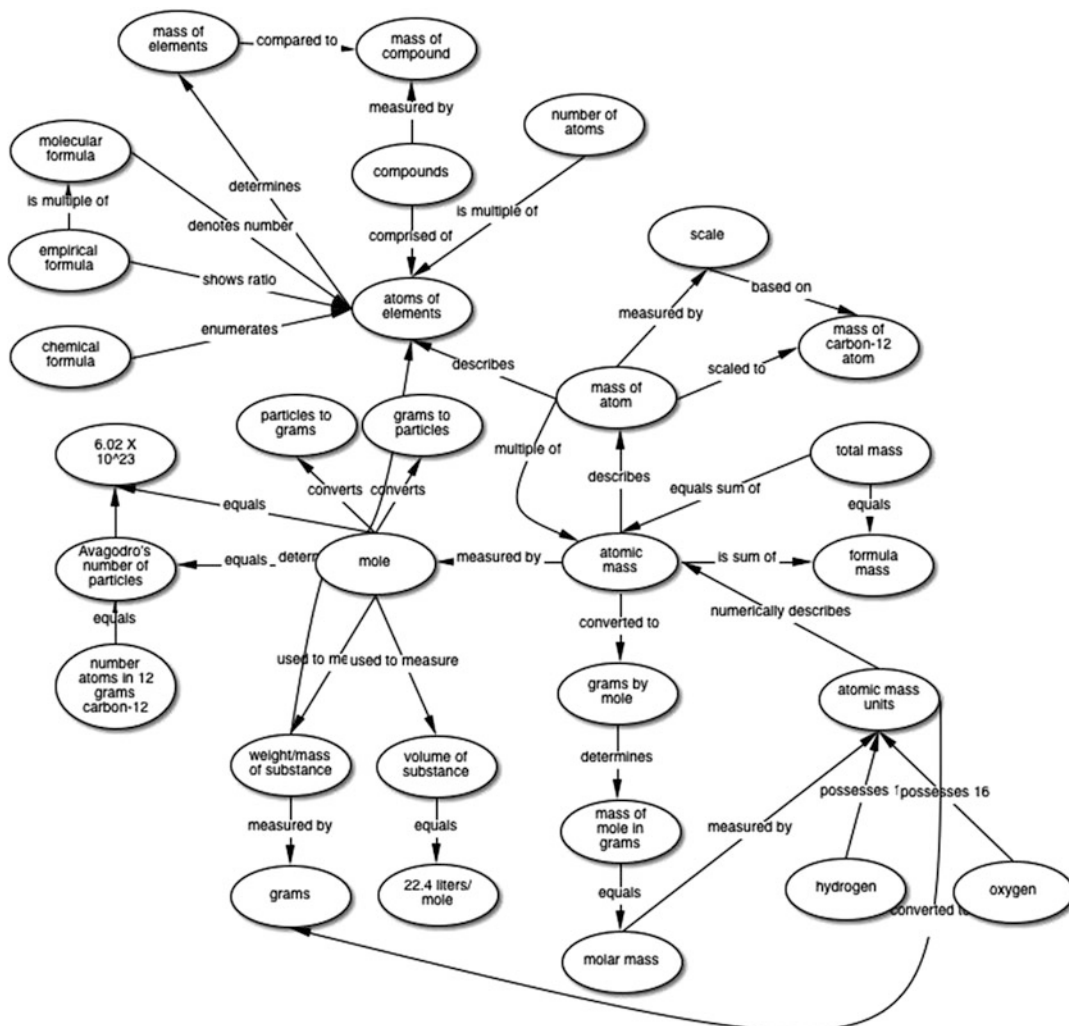 mass of
elements
compared to
mass of
compound
measured by
number of
atoms
molecular
formula
compounds
is multiple of
determines
denotes number
comprised of
is multiple of
empirical
formula
scale
shows ratio
atoms of
elements
based on
measured by
enumerates
mass of
carbon-12
atom
chemical
formula
describes
scaled to
mass of
atom
particles to
grams
grams to
particles
6.02 X
10^23
multiple of
total mass
describes
converts
converts
equals sum of
equals
equals
Avagodro's
number of
particles
equals
mole
measured by
atomic
mass
is sum of
formula
mass
equals
numerically describes
converted to
number
atoms in 12
grams
carbon-12
used to
used to measure
grams by
mole
atomic mass
units
weight/mass
of substance
volume of
substance
determines
possesses
possesses 16
measured by
equals
mass of
mole in
grams
measured by
grams
22.4 liters/
mole
equals
hydrogen
oxygen
converted to
molar mass